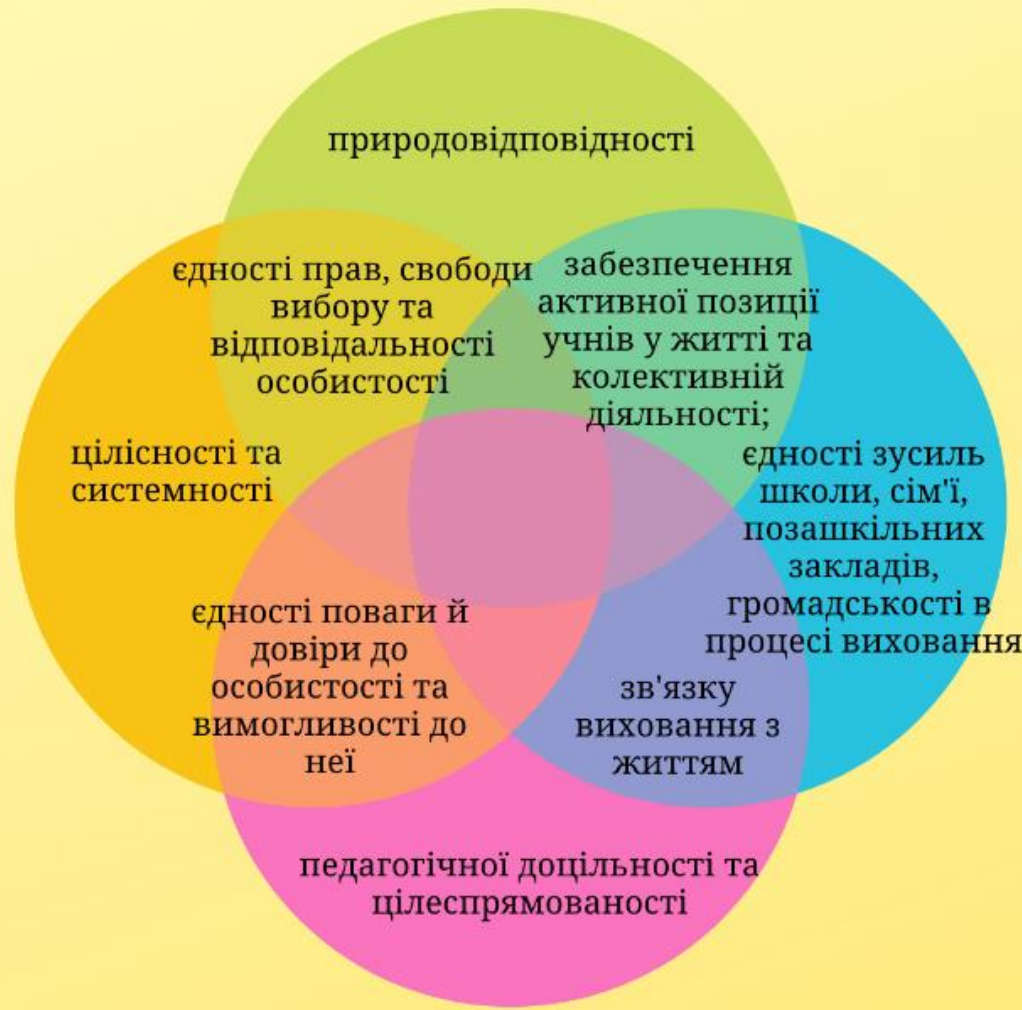 природовідповідності
єдності прав, свободи
вибору та
відповідальності
особистості
забезпечення
активної позиції
учнів у житті та
колективній
діяльності;
цілісності та
системності
єдності зусиль
школи, сім'ї,
позашкільних
закладів,
громадськості в
процесі виховання
єдності поваги й
довіри до
особистості та
вимогливості до
неї
зв'язку
виховання з
життям
педагогічної доцільності та
цілеспрямованості